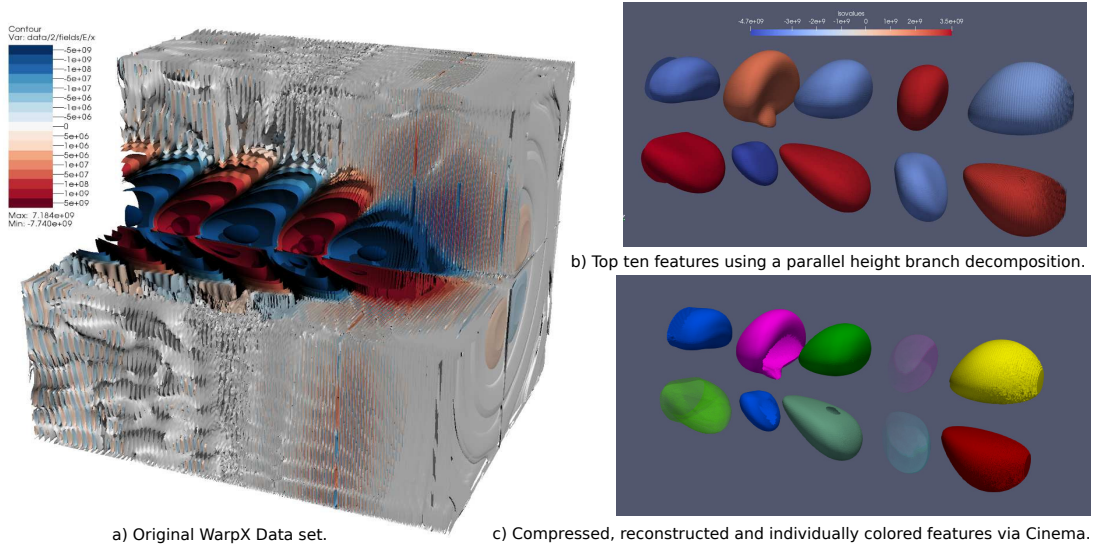 Contour
Var: data/2/fields/E/x
-5e+09
-1e+09
-1e+08
-5e+07
-1e+07
-5e+06
-1e+06
-5e+06
0
5e+06
1e+06
5e+06
1e+07
5e+07
1e+08
1e+09
5e+09
Max: 7.184e+09
Min: -7.740e+09
a) Original WarpX Data set.
Isovalues
-4.7e+09 -3e+9 -2e+9 -1e+9 0 1e+9 2e+9 3.5e+09
b) Top ten features using a parallel height branch decomposition.
c) Compressed, reconstructed and individually colored features via Cinema.